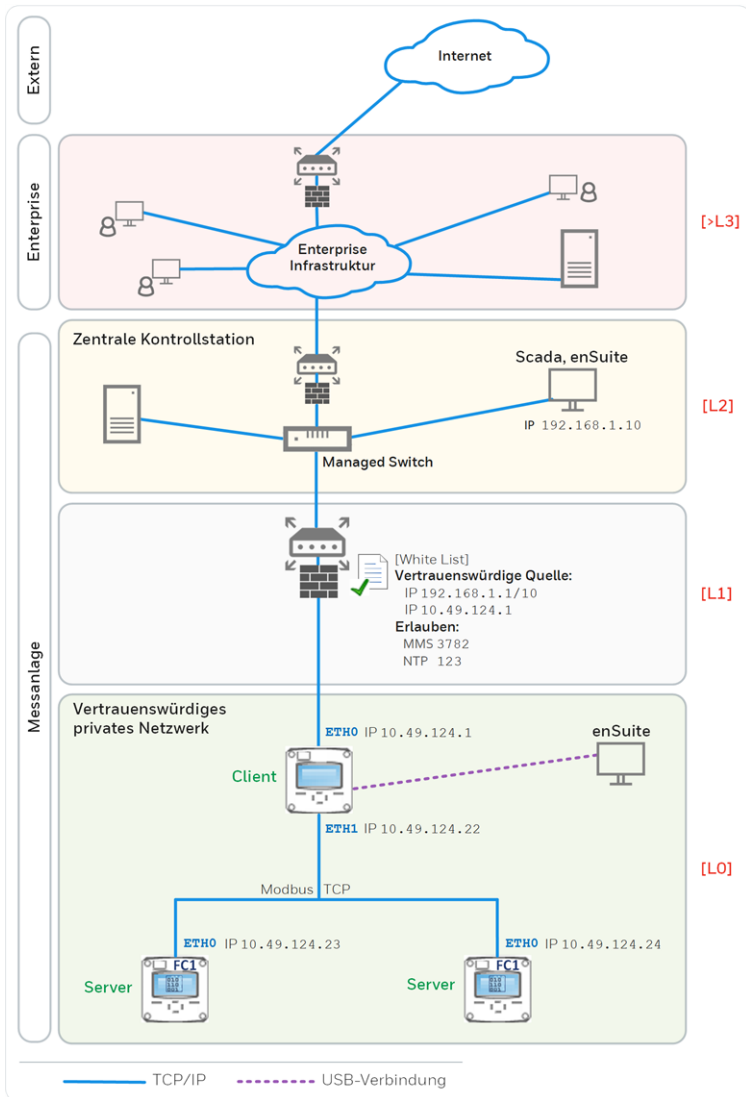 Extern
Internet
Enterprise
Enterprise
Infrastruktur
[>L3]
Messanlage
Zentrale Kontrollstation
Scada, enSuite
IP 192.168.1.10
Managed Switch
[L2]
[White List]
Vertrauenswürdige Quelle:
IP 192.168.1.1/10
IP 10.49.124.1
Erlauben:
MMS 3782
NTP 123
[L1]
Vertrauenswürdiges
privates Netzwerk
ETH0 IP 10.49.124.1
enSuite
Client
ETH1 IP 10.49.124.22
[L0]
Modbus TCP
ETH0 IP 10.49.124.23
ETH0 IP 10.49.124.24
FC1
FC1
Server
Server
TCP/IP
USB-Verbindung